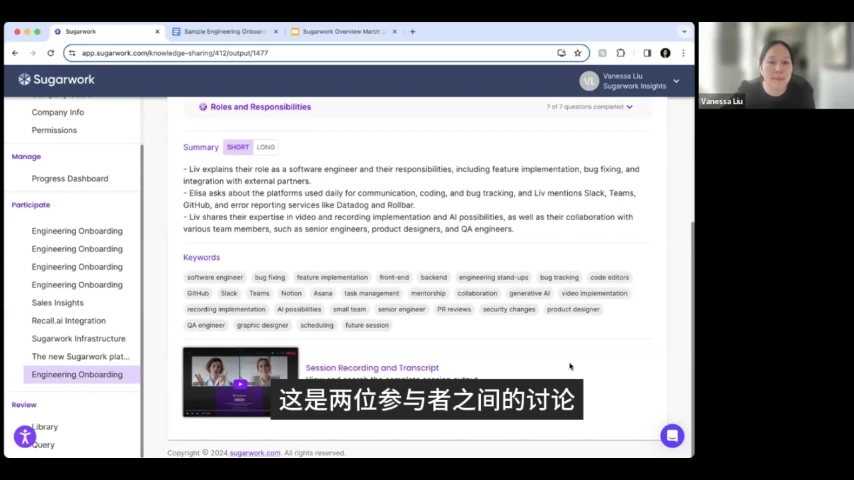 Sugarwork
Sample Engineering Onboard
Sugarwork Overview March
app.sugarwork.com/knowledge-sharing/412/output/1477
Sugarwork
VL
Vanessa Liu
Sugarwork Insights
Vanessa Liu
Company Info
Permissions
Manage
Progress Dashboard
Participate
Engineering Onboarding
Engineering Onboarding
Engineering Onboarding
Engineering Onboarding
Sales Insights
Recall.ai Integration
Sugarwork Infrastructure
The new Sugarwork plat...
Engineering Onboarding
Review
Library
Query
Roles and Responsibilities
7 of 7 questions completed
Summary SHORT LONG
- Liv explains their role as a software engineer and their responsibilities, including feature implementation, bug fixing, and
integration with external partners.
- Elisa asks about the platforms used daily for communication, coding, and bug tracking, and Liv mentions Slack, Teams,
GitHub, and error reporting services like Datadog and Rollbar.
- Liv shares their expertise in video and recording implementation and AI possibilities, as well as their collaboration with
various team members, such as senior engineers, product designers, and QA engineers.
Keywords
software engineer bug fixing feature implementation front-end backend engineering stand-ups bug tracking code editors
GitHub Slack Teams Notion Asana task management mentorship collaboration generative AI video implementation
recording implementation AI possibilities small team senior engineer PR reviews security changes product designer
QA engineer graphic designer scheduling future session
Session Recording and Transcript
这是两位参与者之间的讨论
Copyright © 2024 sugarwork.com. All rights reserved.